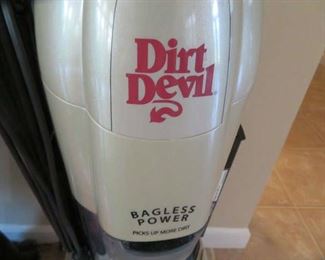 Dirt
Devil
BAGLESS
POWER
PICKS UP MORE DIRT